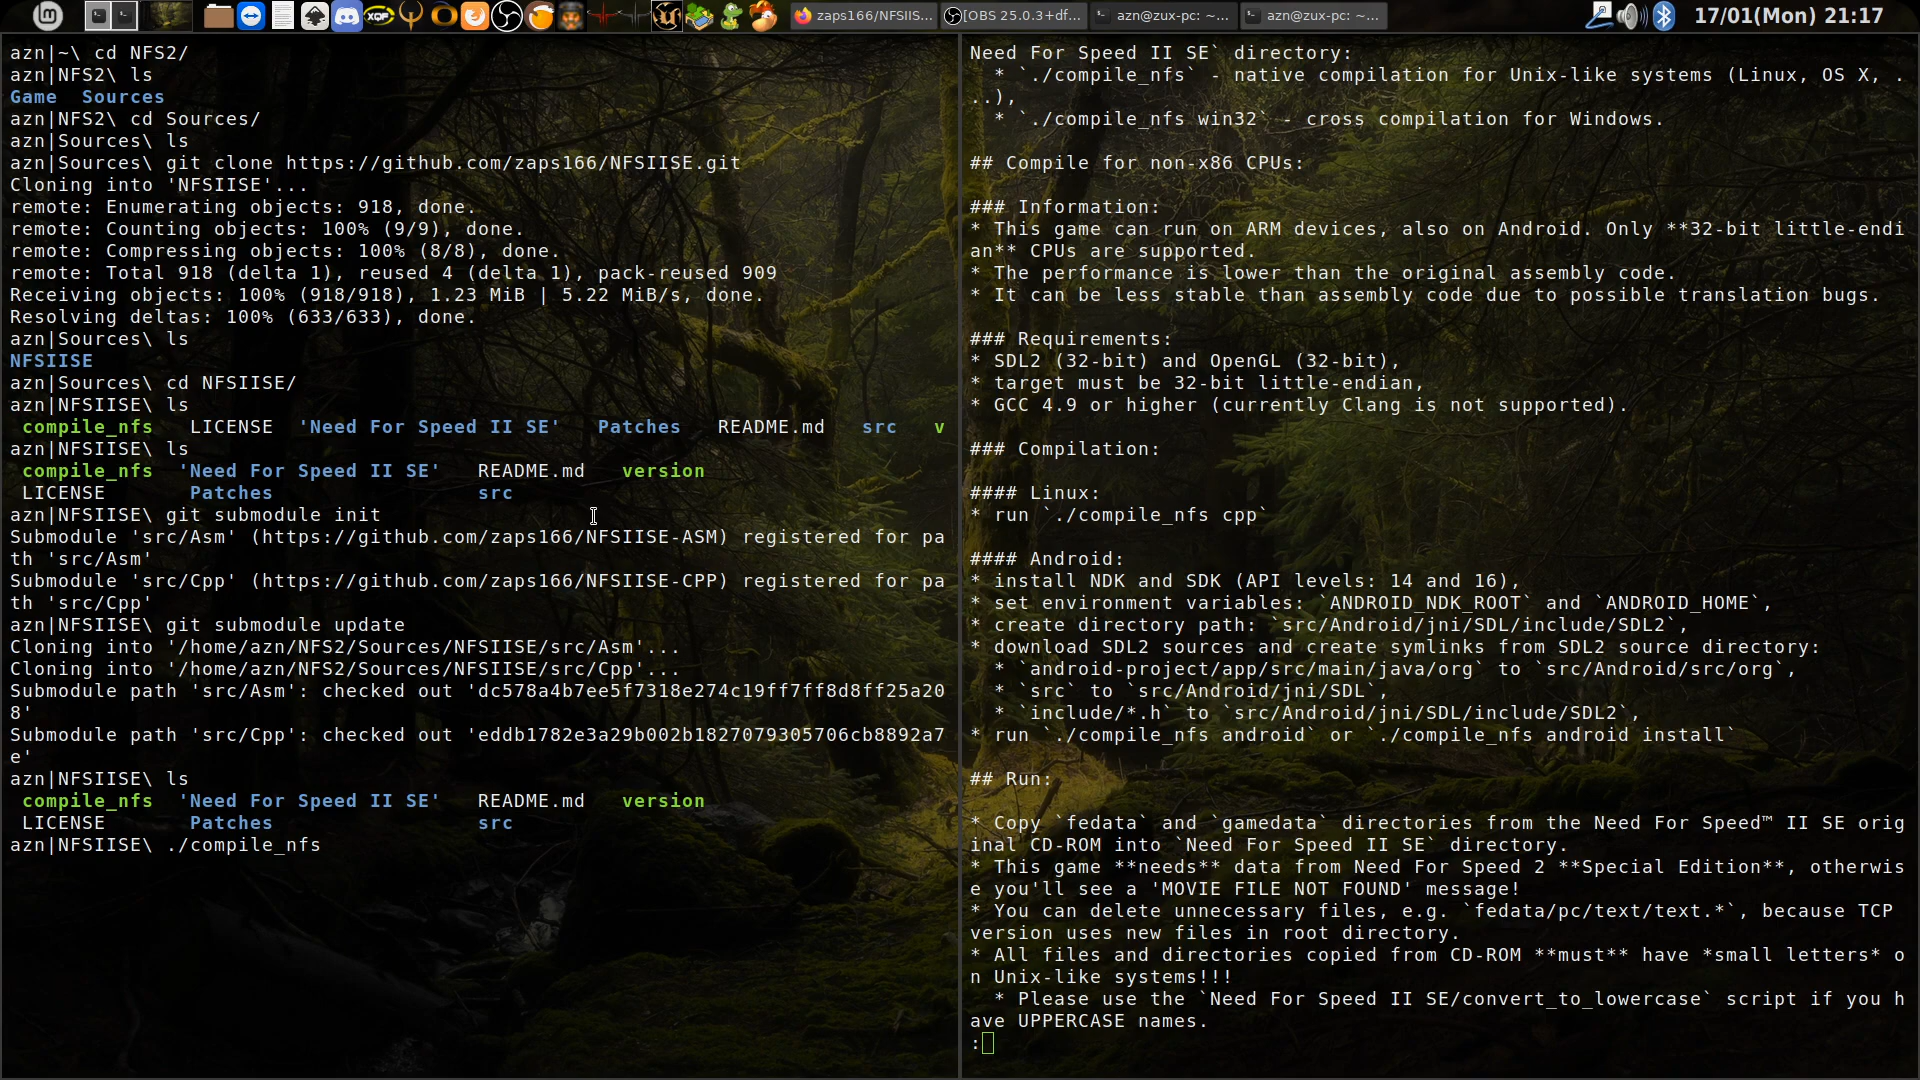 zaps166/NFSIIS...
[OBS 25.0.3+df...
azn@zux-pc: ~...
azn@zux-pc: ~...
17/01(Mon) 21:17
azn|~\ cd NFS2/
azn|NFS2\ ls
Game  Sources
azn|NFS2\ cd Sources/
azn|Sources\ ls
azn|Sources\ git clone https://github.com/zaps166/NFSIISE.git
Cloning into 'NFSIISE'...
remote: Enumerating objects: 918, done.
remote: Counting objects: 100% (9/9), done.
remote: Compressing objects: 100% (8/8), done.
remote: Total 918 (delta 1), reused 4 (delta 1), pack-reused 909
Receiving objects: 100% (918/918), 1.23 MiB | 5.22 MiB/s, done.
Resolving deltas: 100% (633/633), done.
azn|Sources\ ls
NFSIISE
azn|Sources\ cd NFSIISE/
azn|NFSIISE\ ls
 compile_nfs   LICENSE  'Need For Speed II SE'   Patches   README.md   src   v
azn|NFSIISE\ ls
 compile_nfs  'Need For Speed II SE'   README.md   version
 LICENSE       Patches                 src
azn|NFSIISE\ git submodule init
Submodule 'src/Asm' (https://github.com/zaps166/NFSIISE-ASM) registered for pa
th 'src/Asm'
Submodule 'src/Cpp' (https://github.com/zaps166/NFSIISE-CPP) registered for pa
th 'src/Cpp'
azn|NFSIISE\ git submodule update
Cloning into '/home/azn/NFS2/Sources/NFSIISE/src/Asm'...
Cloning into '/home/azn/NFS2/Sources/NFSIISE/src/Cpp'...
Submodule path 'src/Asm': checked out 'dc578a4b7ee5f7318e274c19ff7ff8d8ff25a20
8'
Submodule path 'src/Cpp': checked out 'eddb1782e3a29b002b1827079305706cb8892a7
e'
azn|NFSIISE\ ls
 compile_nfs  'Need For Speed II SE'   README.md   version
 LICENSE       Patches                 src
azn|NFSIISE\ ./compile_nfs
Need For Speed II SE` directory:
  * `./compile_nfs` - native compilation for Unix-like systems (Linux, OS X, .
..),
  * `./compile_nfs win32` - cross compilation for Windows.
## Compile for non-x86 CPUs:
### Information:
* This game can run on ARM devices, also on Android. Only **32-bit little-endi
an** CPUs are supported.
* The performance is lower than the original assembly code.
* It can be less stable than assembly code due to possible translation bugs.
### Requirements:
* SDL2 (32-bit) and OpenGL (32-bit),
* target must be 32-bit little-endian,
* GCC 4.9 or higher (currently Clang is not supported).
### Compilation:
#### Linux:
* run `./compile_nfs cpp`
#### Android:
* install NDK and SDK (API levels: 14 and 16),
* set environment variables: `ANDROID_NDK_ROOT` and `ANDROID_HOME`,
* create directory path: `src/Android/jni/SDL/include/SDL2`,
* download SDL2 sources and create symlinks from SDL2 source directory:
  * `android-project/app/src/main/java/org` to `src/Android/src/org`,
  * `src` to `src/Android/jni/SDL`,
  * `include/*.h` to `src/Android/jni/SDL/include/SDL2`,
* run `./compile_nfs android` or `./compile_nfs android install`
## Run:
* Copy `fedata` and `gamedata` directories from the Need For Speed™ II SE orig
inal CD-ROM into `Need For Speed II SE` directory.
* This game **needs** data from Need For Speed 2 **Special Edition**, otherwis
e you'll see a 'MOVIE FILE NOT FOUND' message!
* You can delete unnecessary files, e.g. `fedata/pc/text/text.*`, because TCP
version uses new files in root directory.
* All files and directories copied from CD-ROM **must** have *small letters* o
n Unix-like systems!!!
  * Please use the `Need For Speed II SE/convert_to_lowercase` script if you h
ave UPPERCASE names.
: